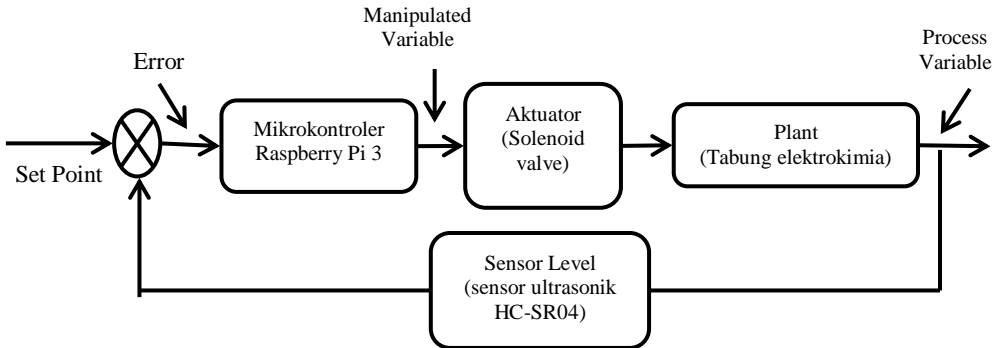 Manipulated
Variable
Process
Variable
Error
Set Point
Mikrokontroler
Raspberry Pi 3
Aktuator
(Solenoid
valve)
Plant
(Tabung elektrokimia)
Sensor Level
(sensor ultrasonik
HC-SR04)